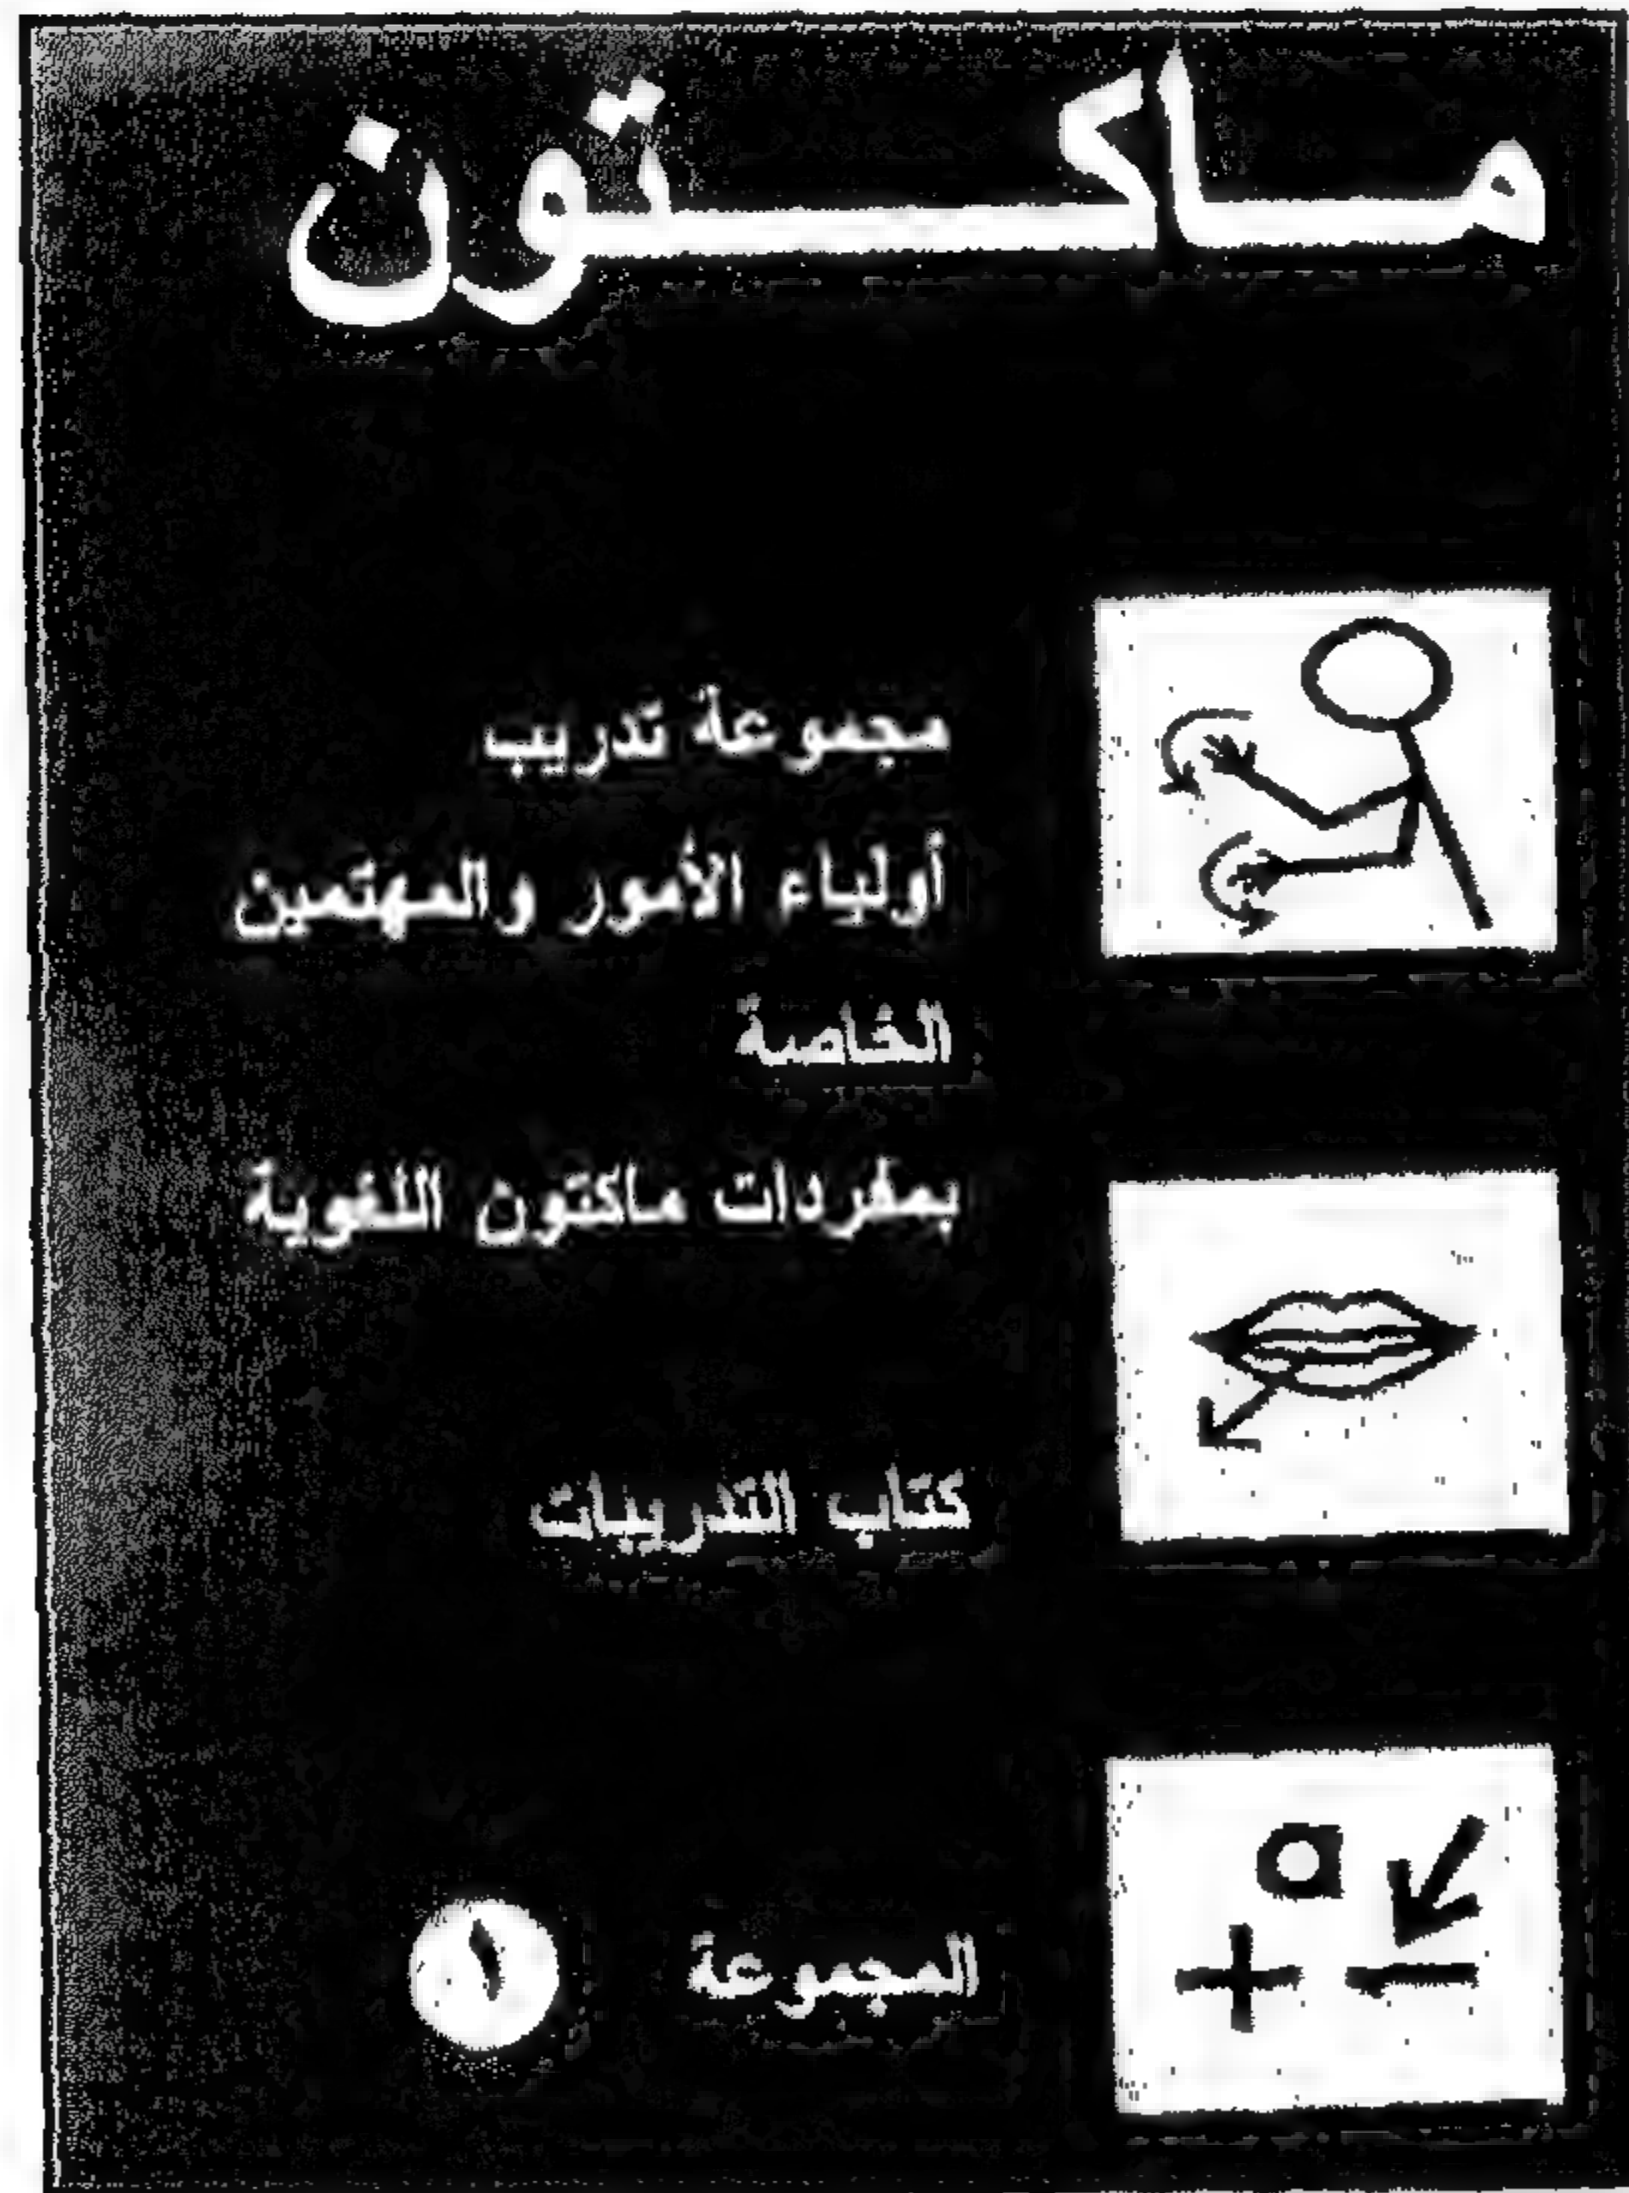 ماكتون
مجموعة تدريب
أولياء الأمور والمهتمين
الخاصة
بمفردات ماكتون اللغوية
كتاب التدريبات
a
المجموعة ١